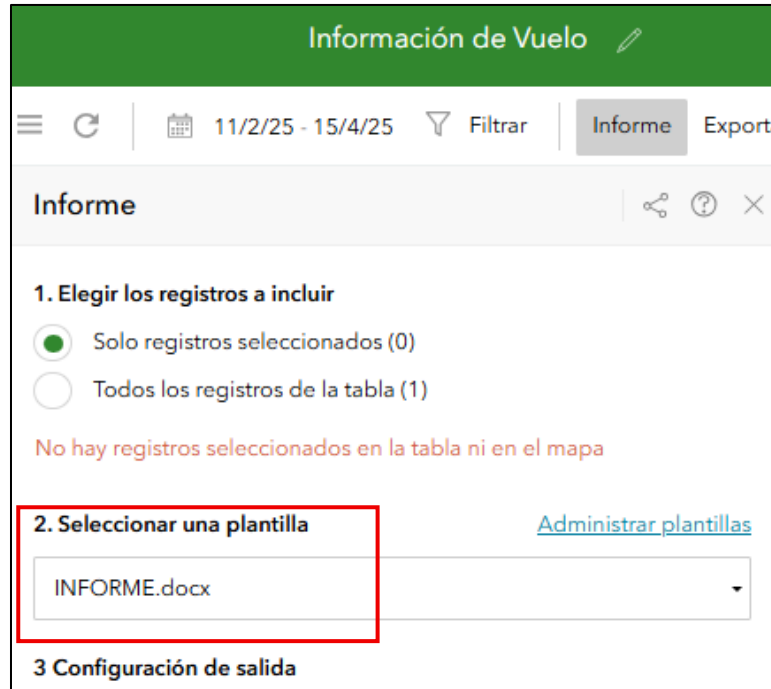 Información de Vuelo
11/2/25 - 15/4/25 Filtrar Informe Export
Informe
1. Elegir los registros a incluir
Solo registros seleccionados (0)
Todos los registros de la tabla (1)
No hay registros seleccionados en la tabla ni en el mapa
2. Seleccionar una plantilla Administrar plantillas
INFORME.docx
3 Configuración de salida